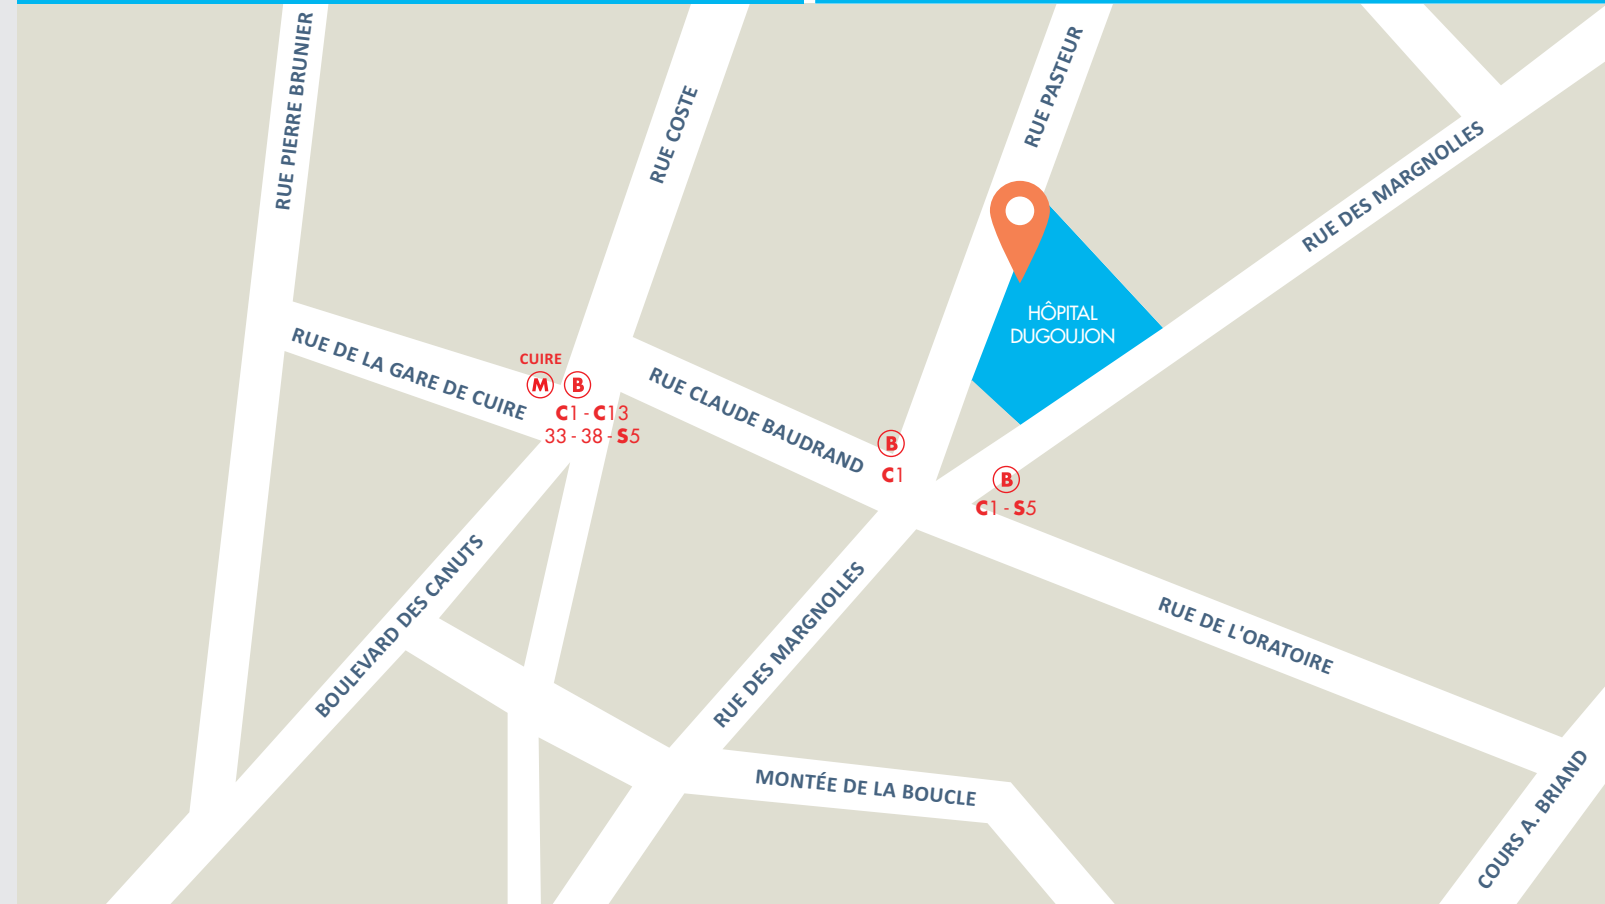 RUE PIERRE BRUNIER
RUE COSTE
RUE PASTEUR
RUE DES MARGNOLLES
HÔPITAL
DUGOUJON
RUE DE LA GARE DE CUIRE
CUIRE
M B
C1 - C13
33 - 38 - S5
RUE CLAUDE BAUDRAND
B
C1
B
C1 - S5
BOULEVARD DES CANUTS
RUE DES MARGNOLLES
RUE DE L'ORATOIRE
MONTÉE DE LA BOUCLE
COURS A. BRIAND